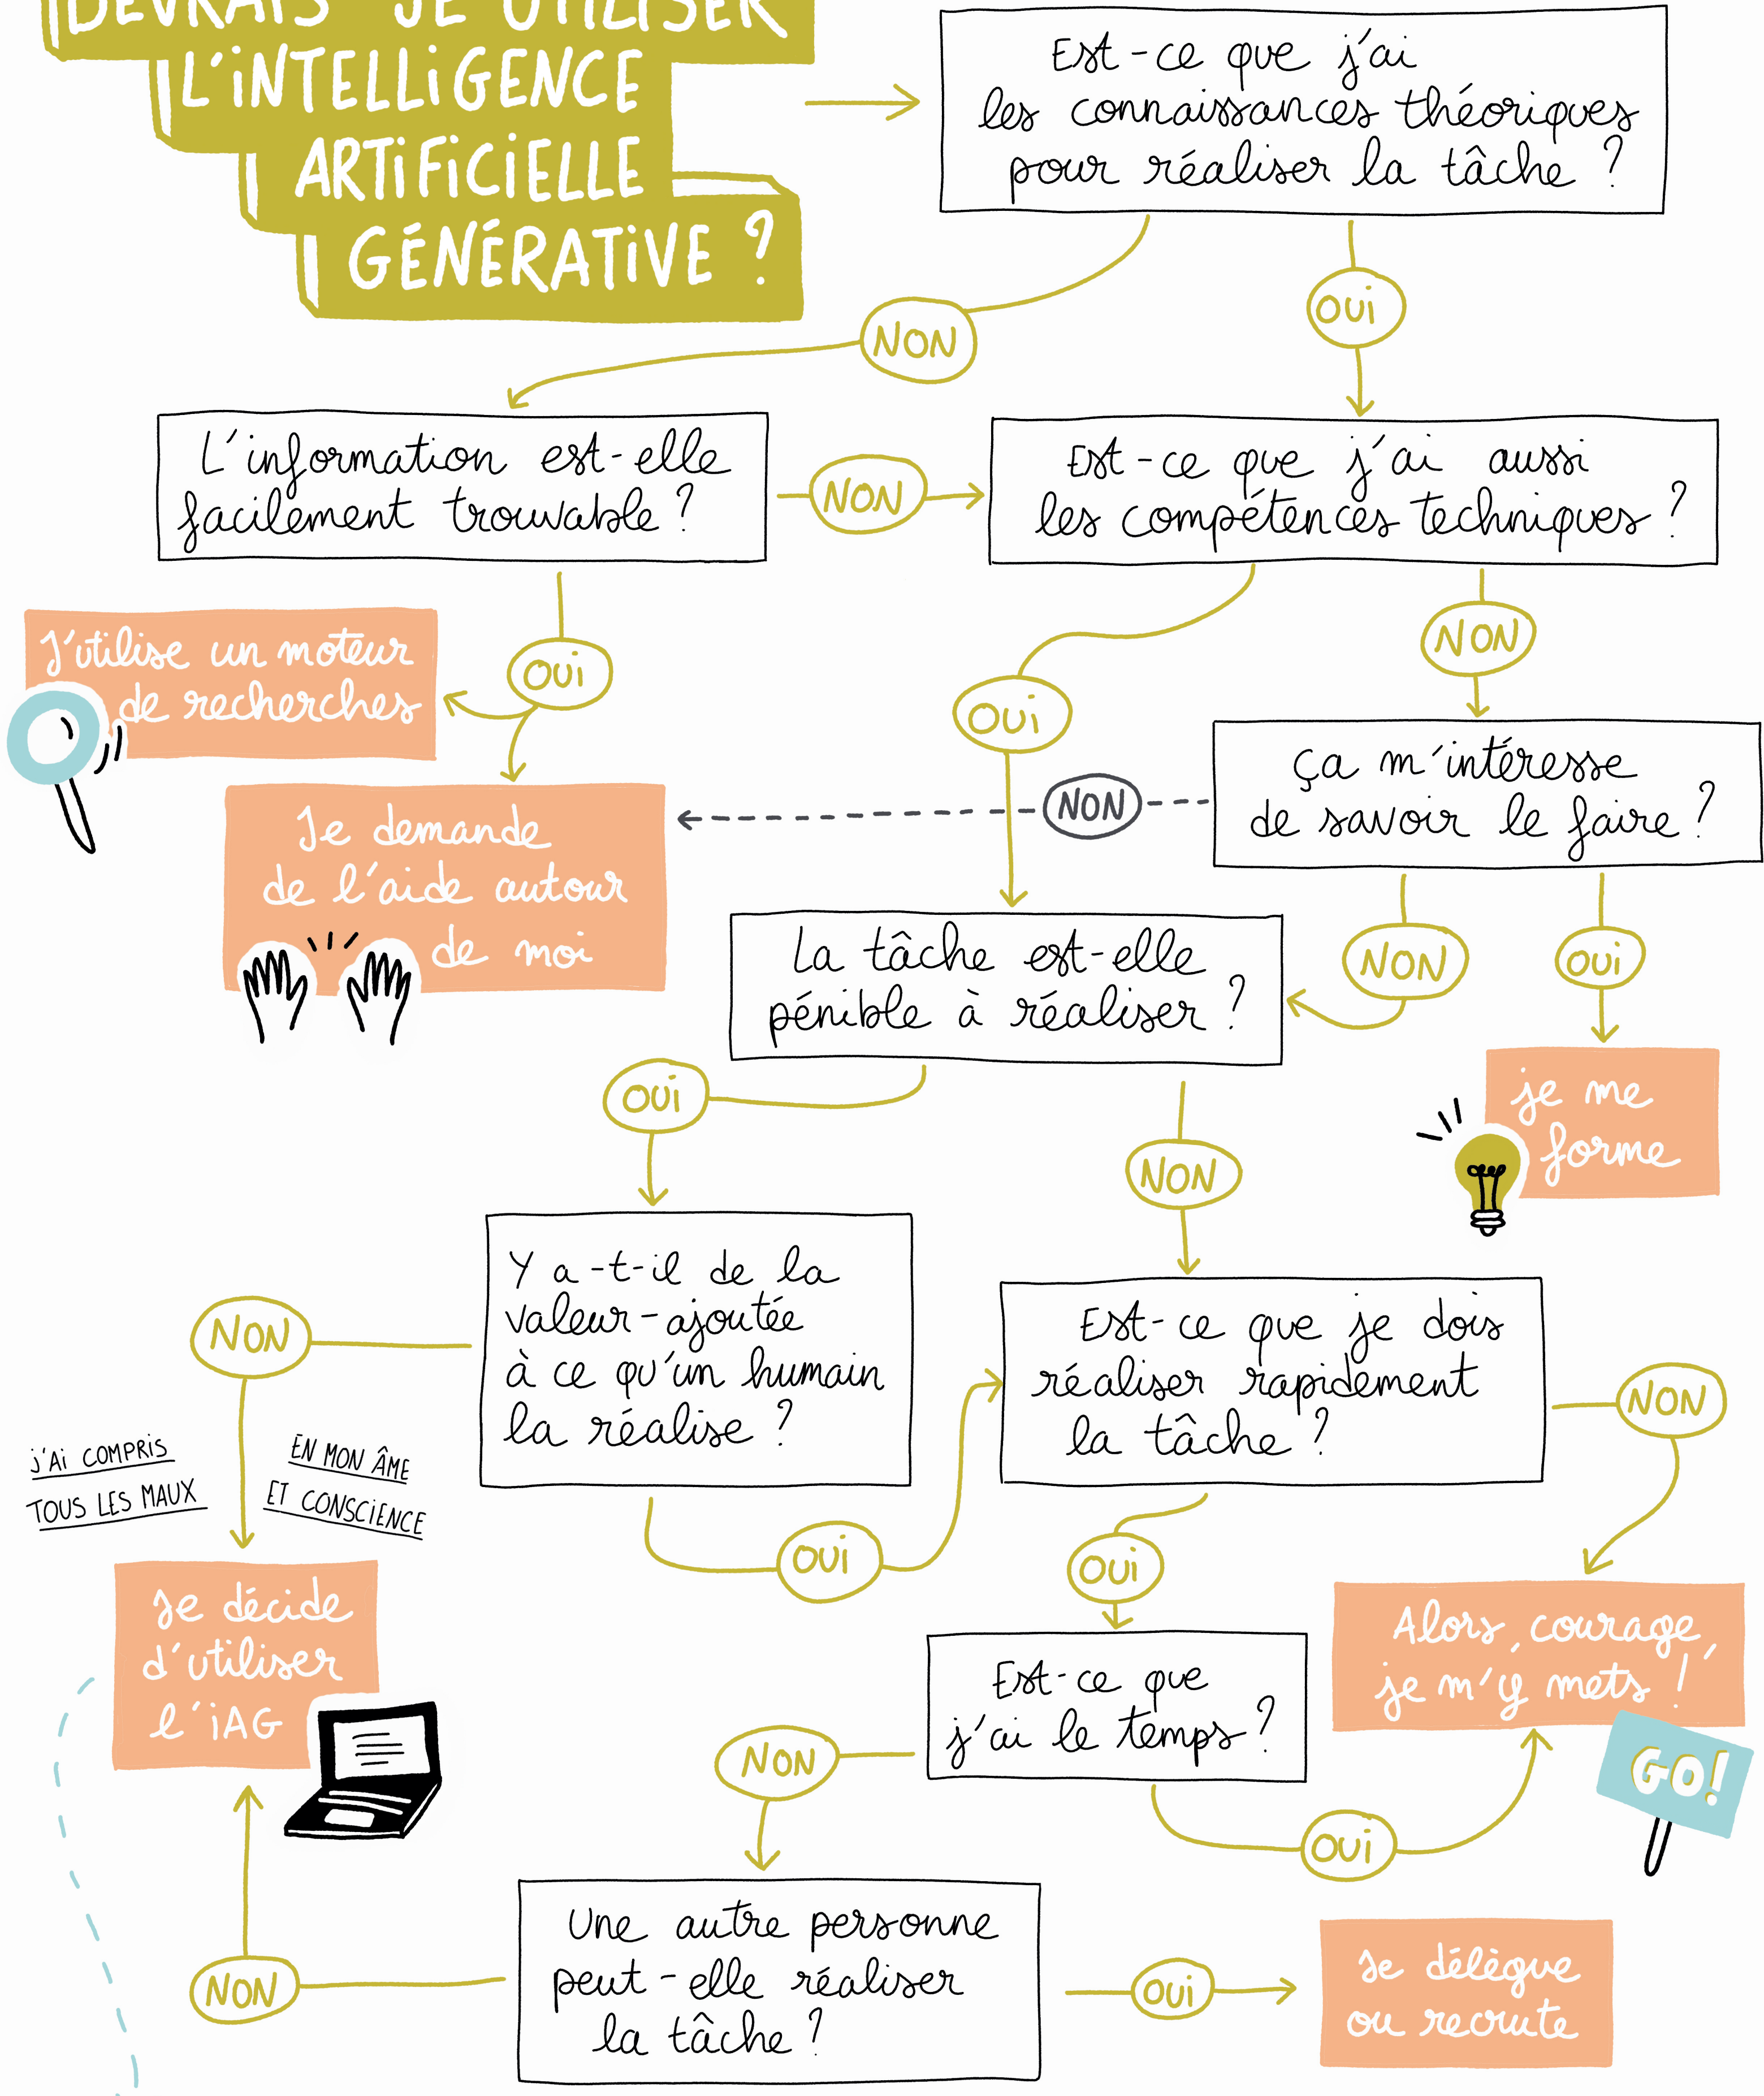 DEVRAIS-JE UTILISER
L'INTELLIGENCE
ARTIFICIELLE
GÉNÉRATIVE ?
Est-ce que j'ai
les connaissances théoriques
pour réaliser la tâche ?
NON
OUI
L'information est-elle
facilement trouvable ?
NON
Est-ce que j'ai aussi
les compétences techniques ?
OUI
OUI
NON
J'utilise un moteur
de recherches
Je demande
de l'aide autour
de moi
NON
Ça m'intéresse
de savoir le faire ?
NON
OUI
La tâche est-elle
pénible à réaliser ?
je me
forme
OUI
NON
Y a-t-il de la
valeur-ajoutée
à ce qu'un humain
la réalise ?
NON
OUI
Est-ce que je dois
réaliser rapidement
la tâche ?
NON
OUI
J'AI COMPRIS
TOUS LES MAUX
EN MON ÂME
ET CONSCIENCE
Je décide
d'utiliser
l'IAG
Est-ce que
j'ai le temps ?
Alors, courage,
je m'y mets !
GO!
NON
OUI
Une autre personne
peut-elle réaliser
la tâche ?
NON
OUI
Je délègue
ou recrute